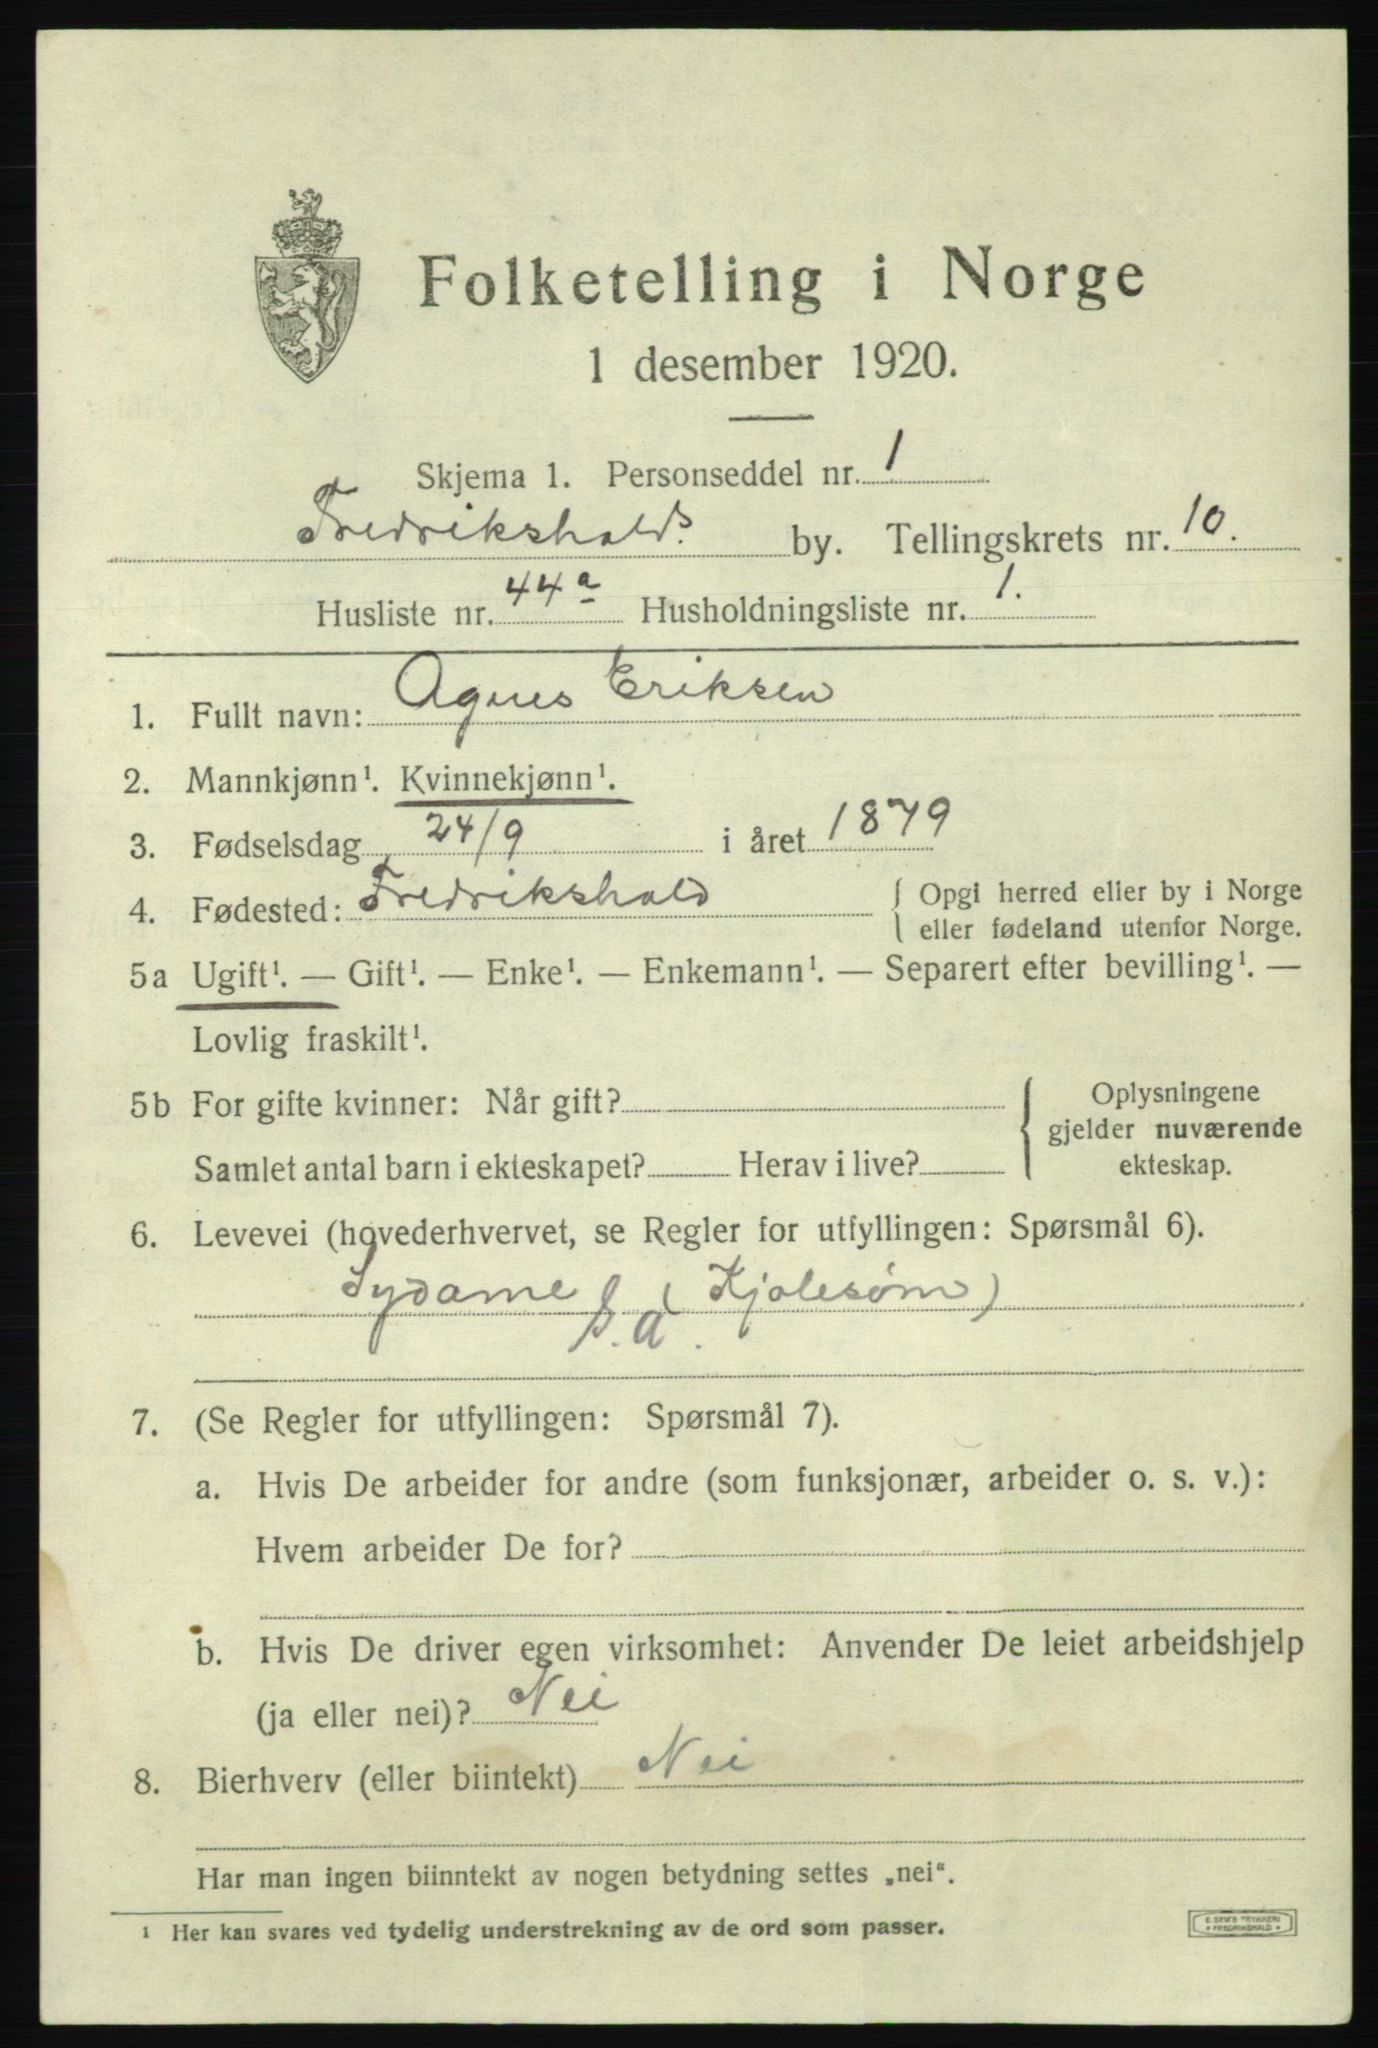 Folketelling i Norge
1 desember 1920.
Skjema 1. Personseddel nr. 1
Fredrikshalds by. Tellingskrets nr. 10.
Husliste nr. 44a Husholdningsliste nr. 1.
1. Fullt navn: Agnes Eriksen
2. Mannkjønn¹. Kvinnekjønn¹.
3. Fødselsdag 24/9 i året 1879
4. Fødested: Fredrikshald { Opgi herred eller by i Norge
eller fødeland utenfor Norge.
5a Ugift¹. — Gift¹. — Enke¹. — Enkemann¹. — Separert efter bevilling¹. —
Lovlig fraskilt¹.
5b For gifte kvinner: Når gift? { Oplysningene
gjelder nuværende
Samlet antal barn i ekteskapet? Herav i live?
ekteskap.
6. Levevei (hovederhvervet, se Regler for utfyllingen: Spørsmål 6).
Sydame (Kjolesøm)
s. a.
7. (Se Regler for utfyllingen: Spørsmål 7).
a. Hvis De arbeider for andre (som funksjonær, arbeider o. s. v.):
Hvem arbeider De for?
b. Hvis De driver egen virksomhet: Anvender De leiet arbeidshjelp
(ja eller nei)? Nei
8. Bierhverv (eller biintekt) Nei
Har man ingen biinntekt av nogen betydning settes „nei“.
¹ Her kan svares ved tydelig understrekning av de ord som passer.
E. SEM'S TRYKKERI
• FREDRIKSHALD •